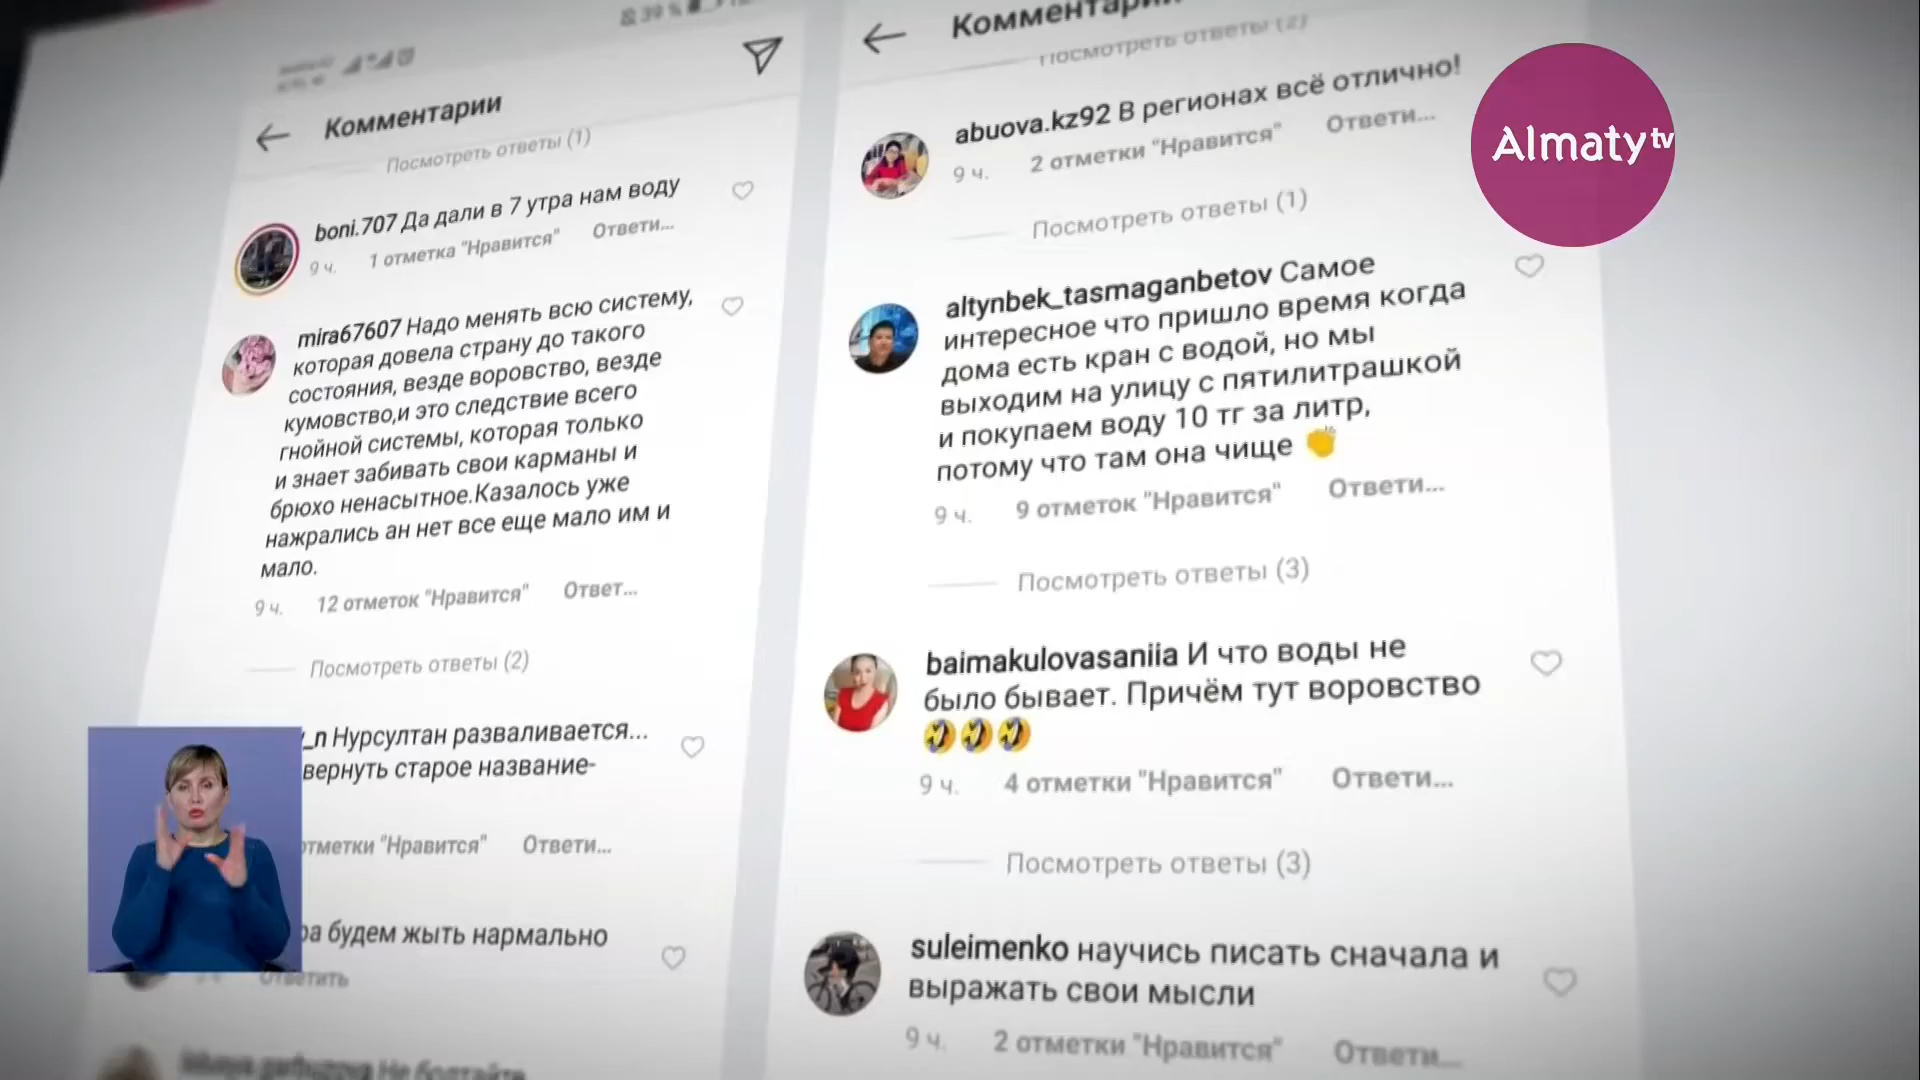 39 %
Комментарии
Посмотреть ответы (1)
boni.707 Да дали в 7 утра нам воду
9 ч. 1 отметка "Нравится" Ответи...
mira67607 Надо менять всю систему,
которая довела страну до такого
состояния, везде воровство, везде
кумовство,и это следствие всего
гнойной системы, которая только
и знает забивать свои карманы и
брюхо ненасытное.Казалось уже
нажрались ан нет все еще мало им и
мало.
9 ч. 12 отметок "Нравится" Ответ...
Посмотреть ответы (2)
_n Нурсултан разваливается...
вернуть старое название-
отметки "Нравится" Ответи...
ра будем жыть нармально
Ответить
Не болтайте
Комментарии
Посмотреть ответы (2)
abuova.kz92 В регионах всё отлично!
9 ч. 2 отметки "Нравится" Ответи...
Посмотреть ответы (1)
altynbek_tasmaganbetov Самое
интересное что пришло время когда
дома есть кран с водой, но мы
выходим на улицу с пятилитрашкой
и покупаем воду 10 тг за литр,
потому что там она чище 👏
9 ч. 9 отметок "Нравится" Ответи...
Посмотреть ответы (3)
baimakulovasaniia И что воды не
было бывает. Причём тут воровство
🤣🤣🤣
9 ч. 4 отметки "Нравится" Ответи...
Посмотреть ответы (3)
suleimenko научись писать сначала и
выражать свои мысли
9 ч. 2 отметки "Нравится" Ответи...
Almaty tv